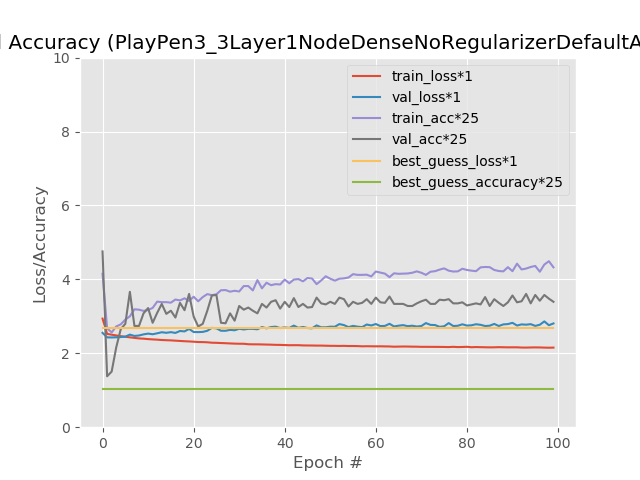 Accuracy (PlayPen3_3Layer1NodeDenseNoRegularizerDefaultA
10
8
6
4
2
0
Loss/Accuracy
train_loss*1
val_loss*1
train_acc*25
val_acc*25
best_guess_loss*1
best_guess_accuracy*25
0 20 40 60 80 100
Epoch #